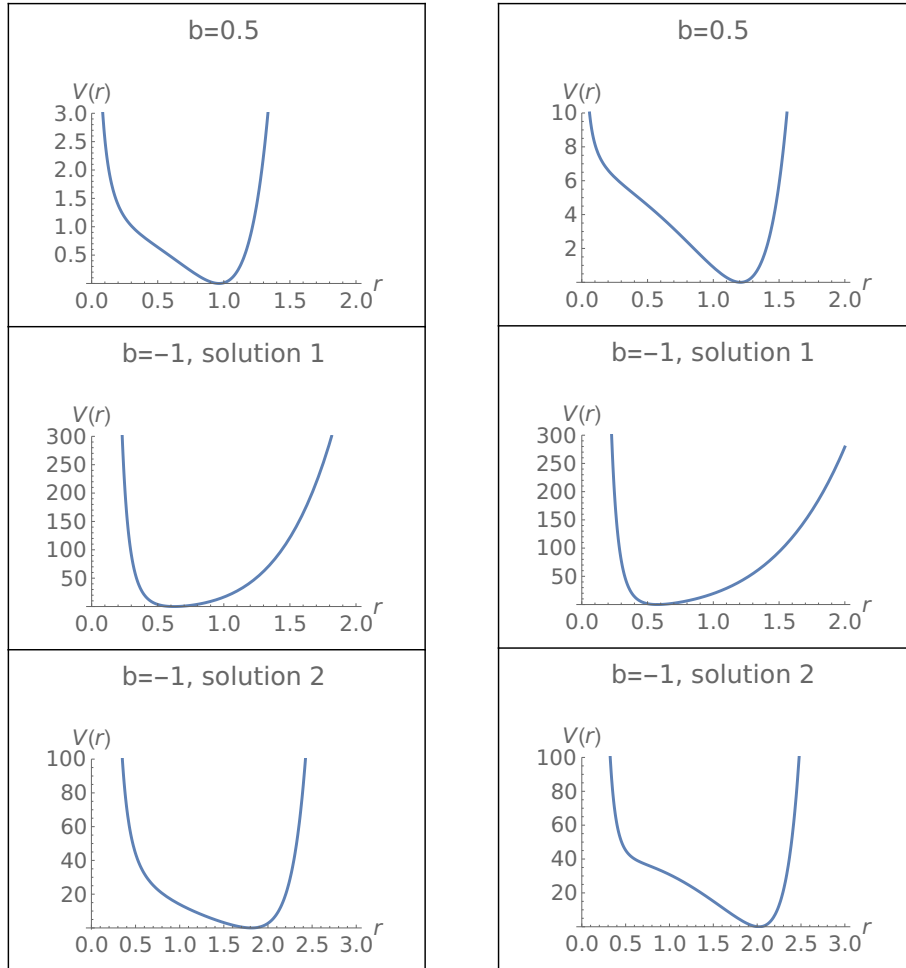 b=0.5
V(r)
3.0
2.5
2.0
1.5
1.0
0.5
0.0 0.5 1.0 1.5 2.0 r
b=−1, solution 1
V(r)
300
250
200
150
100
50
0.0 0.5 1.0 1.5 2.0 r
b=−1, solution 2
V(r)
100
80
60
40
20
0.0 0.5 1.0 1.5 2.0 2.5 3.0 r
b=0.5
V(r)
10
8
6
4
2
0.0 0.5 1.0 1.5 2.0 r
b=−1, solution 1
V(r)
300
250
200
150
100
50
0.0 0.5 1.0 1.5 2.0 r
b=−1, solution 2
V(r)
100
80
60
40
20
0.0 0.5 1.0 1.5 2.0 2.5 3.0 r